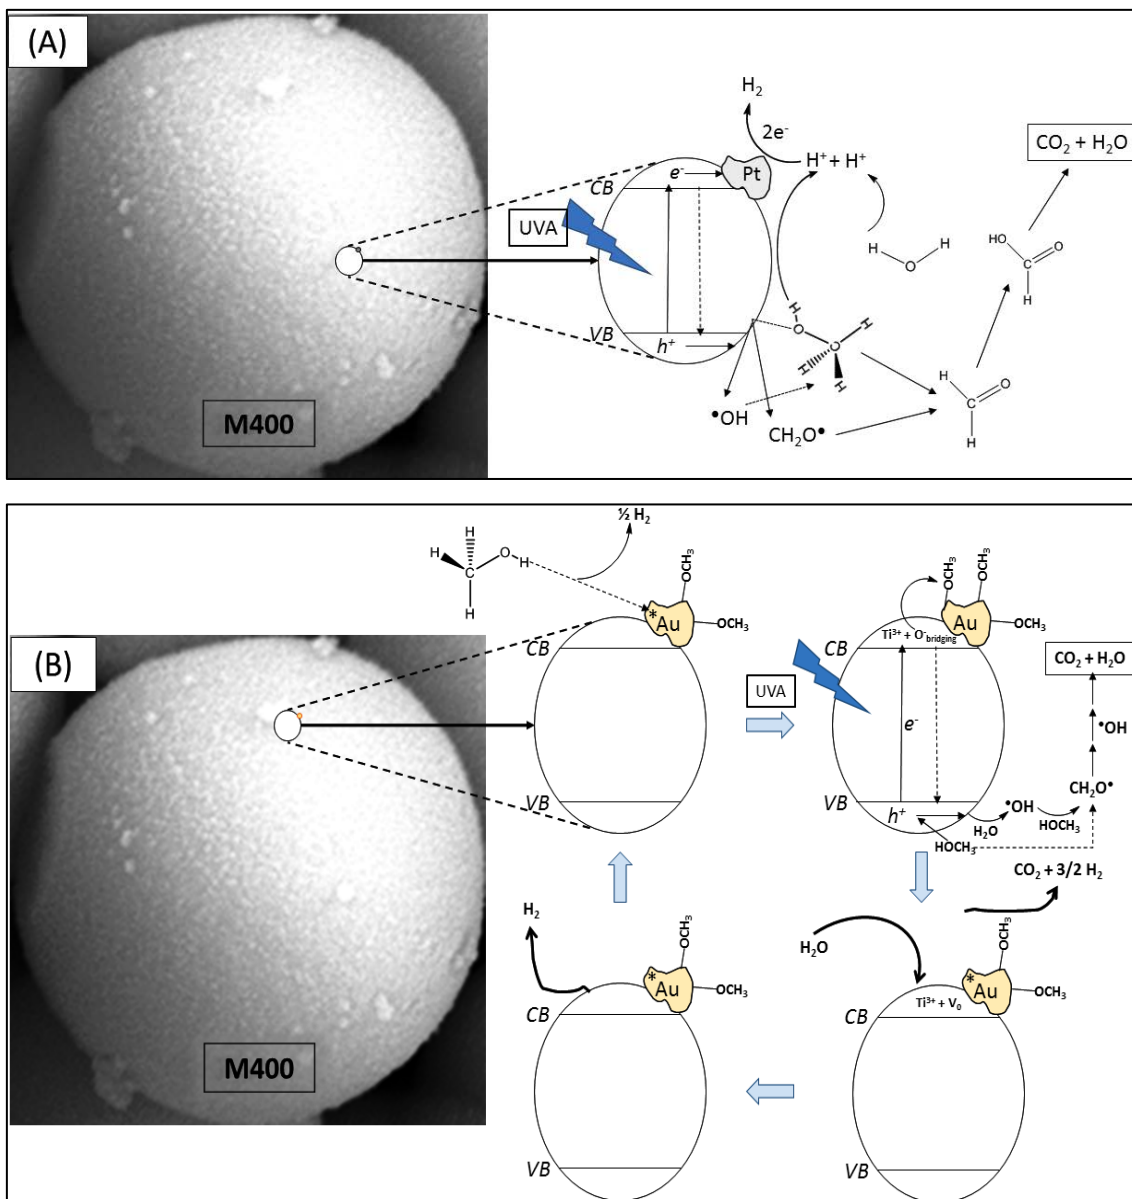 (A)
H₂
2e⁻
H⁺ + H⁺
CO₂ + H₂O
Pt
e⁻
CB
UVA
H
H
O
HO
O
C
H
VB
h⁺
H
O
H
C
H
H
H
O
C
H
M400
•OH
CH₂O•
(B)
½ H₂
H
H
O
H
C
H
OCH₃
*Au
OCH₃
CB
VB
UVA
OCH₃
OCH₃
Ti³⁺ + O⁻bridging
Au
OCH₃
CB
e⁻
VB
h⁺
H₂O
•OH
HOCH₃
HOCH₃
CH₂O•
•OH
CO₂ + H₂O
CO₂ + 3/2 H₂
H₂O
OCH₃
*Au
OCH₃
Ti³⁺ + V₀
CB
VB
H₂
OCH₃
*Au
OCH₃
CB
VB
M400